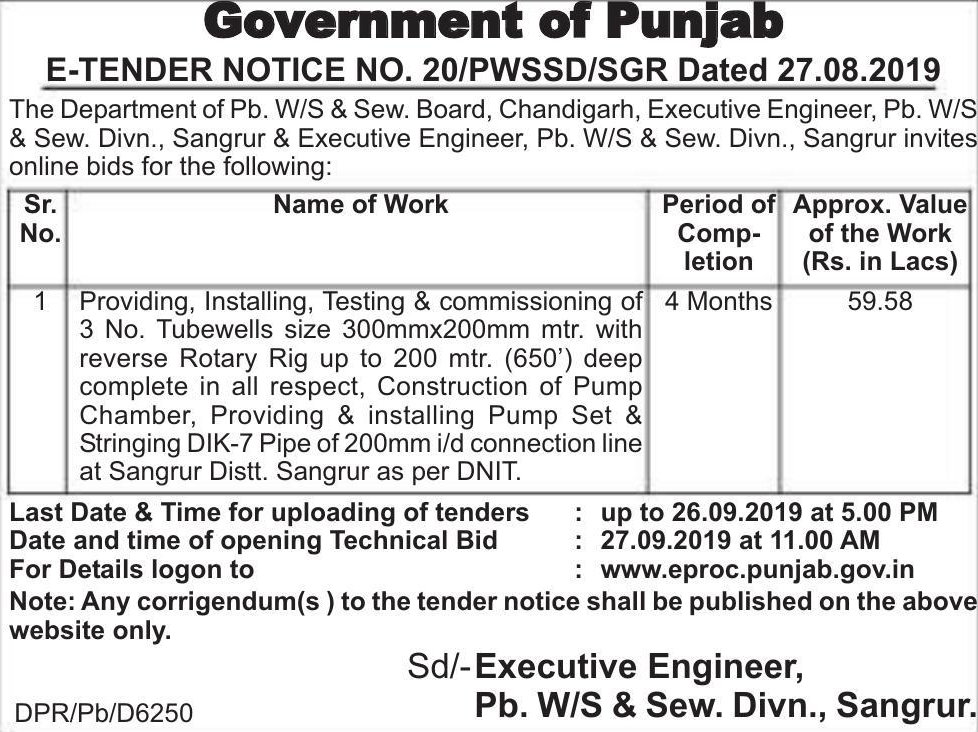 Government of Punjab
E-TENDER NOTICE NO. 20/PWSSD/SGR Dated 27.08.2019
The Department of Pb. W/S & Sew. Board, Chandigarh, Executive Engineer, Pb. W/S
& Sew. Divn., Sangrur & Executive Engineer, Pb. W/S & Sew. Divn., Sangrur invites
online bids for the following:
Sr. No.
Name of Work
Period of Comp-letion
Approx. Value of the Work (Rs. in Lacs)
1
Providing, Installing, Testing & commissioning of
3 No. Tubewells size 300mmx200mm mtr. with
reverse Rotary Rig up to 200 mtr. (650’) deep
complete in all respect, Construction of Pump
Chamber, Providing & installing Pump Set &
Stringing DIK-7 Pipe of 200mm i/d connection line
at Sangrur Distt. Sangrur as per DNIT.
4 Months
59.58
Last Date & Time for uploading of tenders : up to 26.09.2019 at 5.00 PM
Date and time of opening Technical Bid : 27.09.2019 at 11.00 AM
For Details logon to : www.eproc.punjab.gov.in
Note: Any corrigendum(s ) to the tender notice shall be published on the above
website only.
Sd/-Executive Engineer,
Pb. W/S & Sew. Divn., Sangrur.
DPR/Pb/D6250